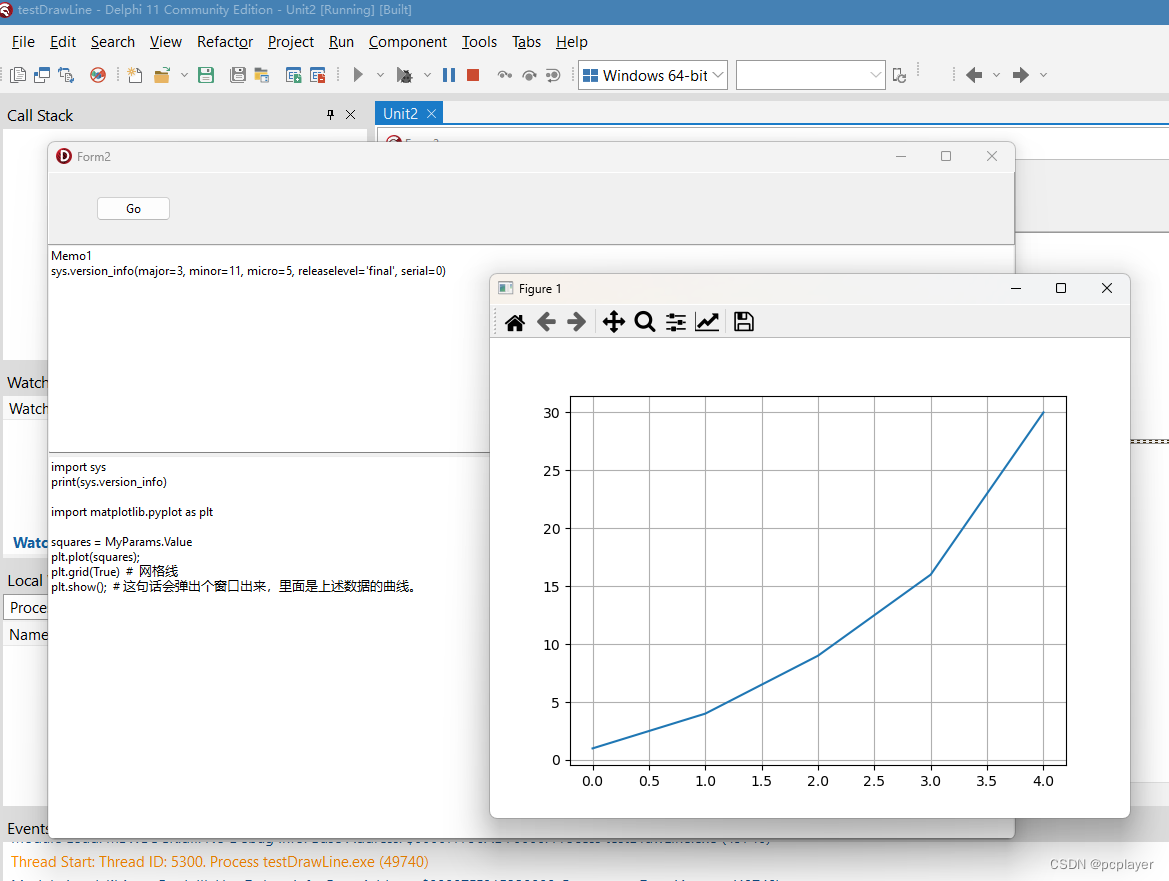 testDrawLine - Delphi 11 Community Edition - Unit2 [Running] [Built]
File Edit Search View Refactor Project Run Component Tools Tabs Help
Windows 64-bit
Call Stack
Unit2
Form2
Go
Memo1
sys.version_info(major=3, minor=11, micro=5, releaselevel='final', serial=0)
Figure 1
Watch
Watch
Watc
Local
Proce
Name
Events
import sys
print(sys.version_info)
import matplotlib.pyplot as plt
squares = MyParams.Value
plt.plot(squares);
plt.grid(True)  # 网格线
plt.show();  # 这句话会弹出个窗口出来，里面是上述数据的曲线。
30
25
20
15
10
5
0
0.0 0.5 1.0 1.5 2.0 2.5 3.0 3.5 4.0
Thread Start: Thread ID: 5300. Process testDrawLine.exe (49740)
CSDN @pcplayer